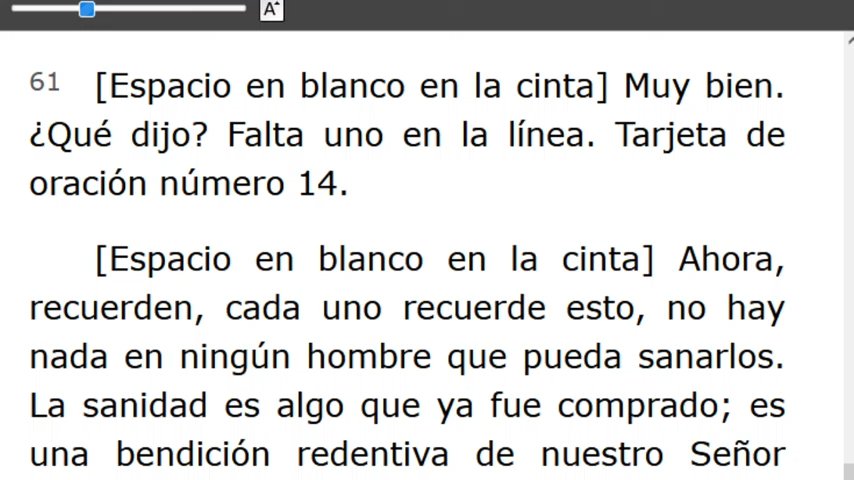 A
61 [Espacio en blanco en la cinta] Muy bien.
¿Qué dijo? Falta uno en la línea. Tarjeta de
oración número 14.
[Espacio en blanco en la cinta] Ahora,
recuerden, cada uno recuerde esto, no hay
nada en ningún hombre que pueda sanarlos.
La sanidad es algo que ya fue comprado; es
una bendición redentiva de nuestro Señor